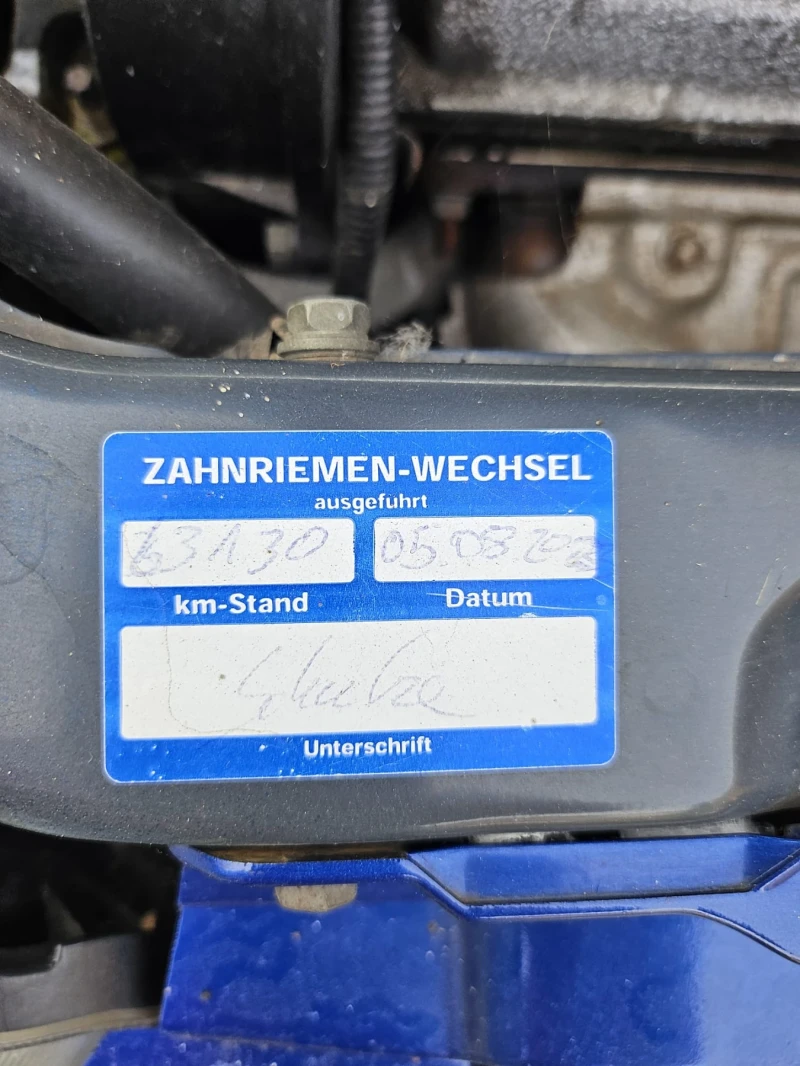 ZAHNRIEMEN-WECHSEL
ausgeführt
63130
km-Stand Datum
Unterschrift